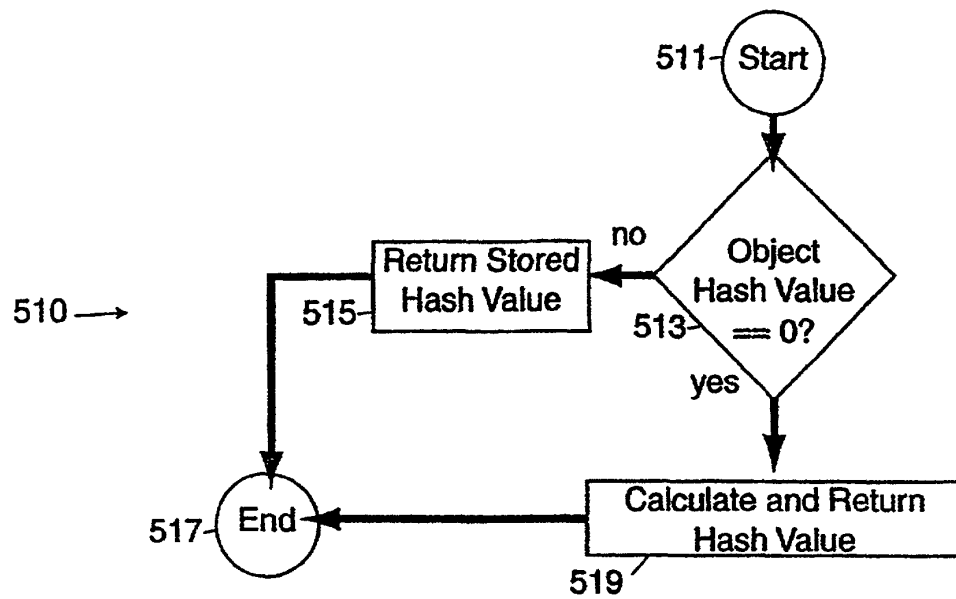 511
Start
no
Object
Hash Value
== 0?
Return Stored
Hash Value
510
515
513
yes
Calculate and Return
Hash Value
End
517
519